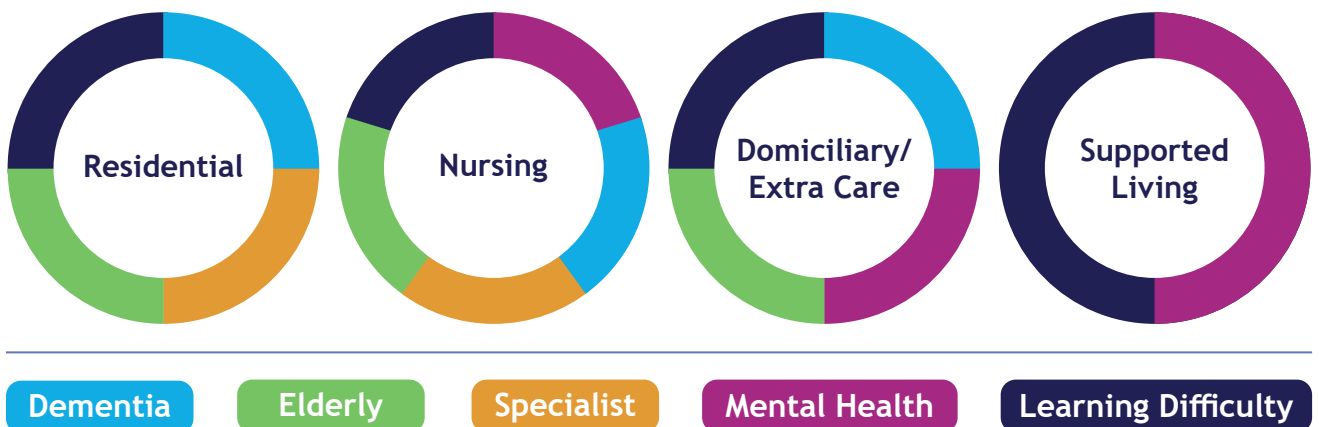 Residential
Nursing
Domiciliary/
Extra Care
Supported
Living
Dementia
Elderly
Specialist
Mental Health
Learning Difficulty